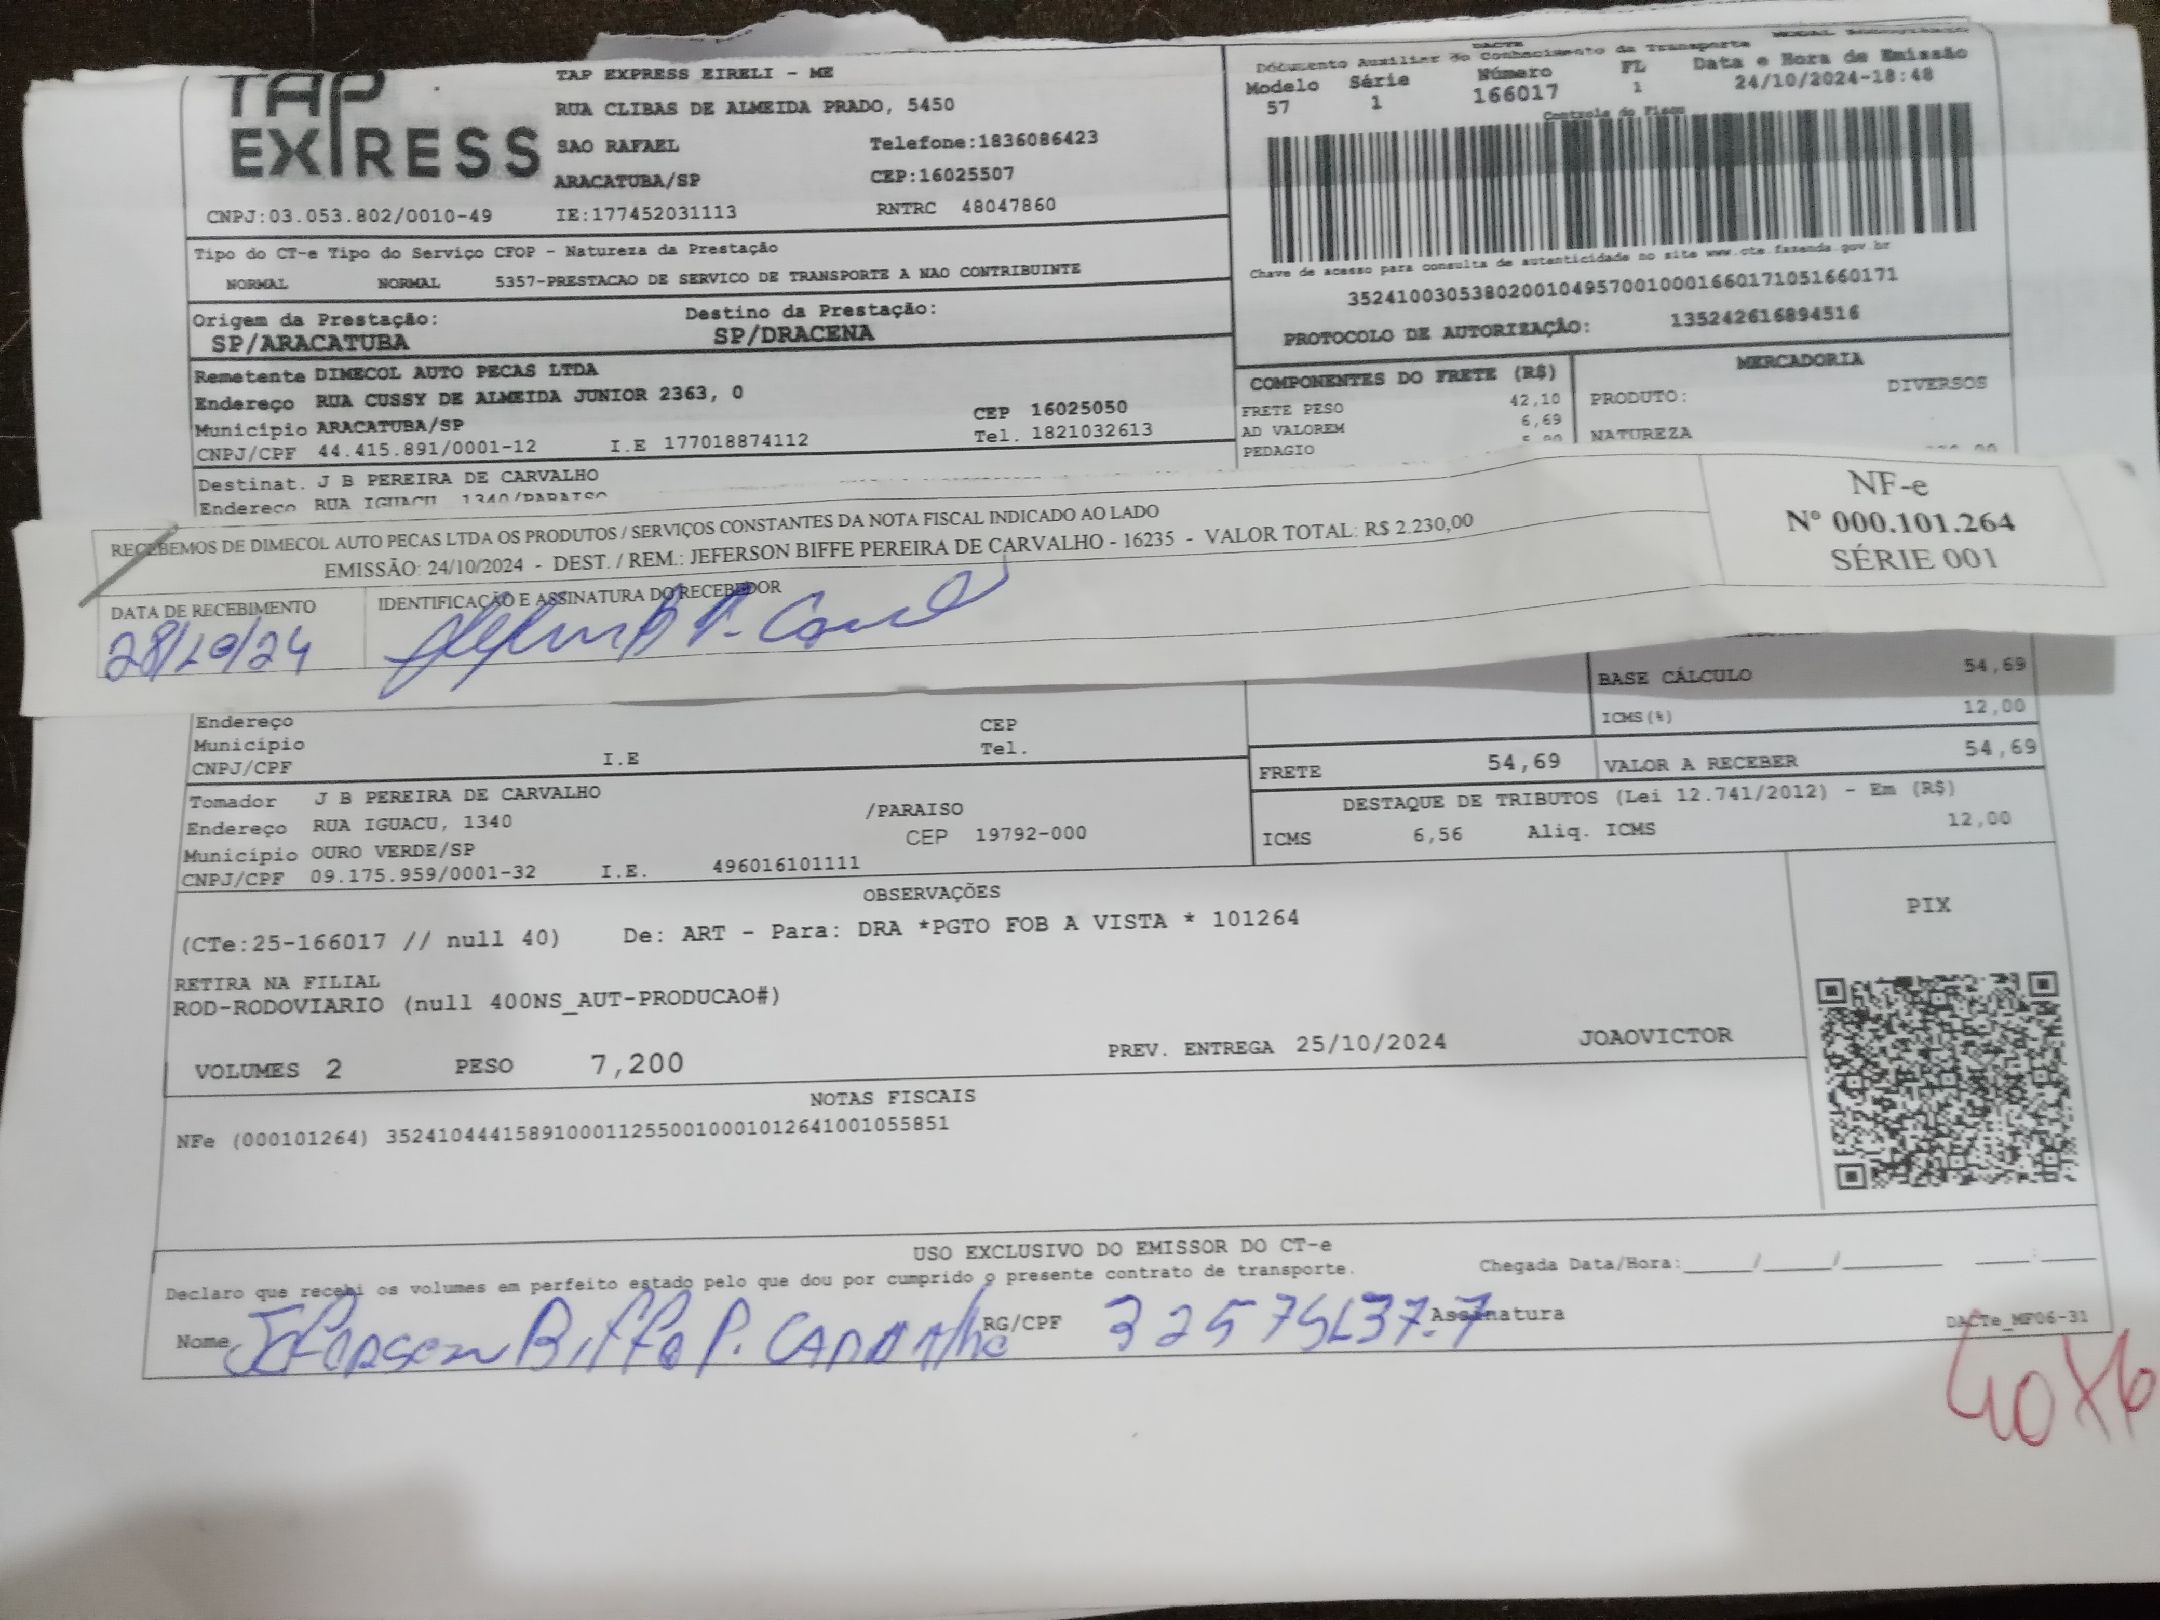 TAP
EXPRESS
TAP EXPRESS EIRELI - ME
RUA CLIBAS DE ALMEIDA PRADO, 5450
SAO RAFAEL Telefone:1836086423
ARACATUBA/SP CEP:16025507
CNPJ:03.053.802/0010-49 IE:177452031113 RNTRC 48047860
DACTE
Documento Auxiliar do Conhecimento de Transporte
Modelo Série Número FL Data e Hora de Emissão
57 1 166017 1 24/10/2024-18:48
Controle do Fisco
Chave de acesso para consulta de autenticidade no site www.cte.fazenda.gov.br
35241003053802001049570010001660171051660171
PROTOCOLO DE AUTORIZAÇÃO: 135242616894516
Tipo do CT-e Tipo do Serviço CFOP - Natureza da Prestação
NORMAL NORMAL 5357-PRESTACAO DE SERVICO DE TRANSPORTE A NAO CONTRIBUINTE
Origem da Prestação: Destino da Prestação:
SP/ARACATUBA SP/DRACENA
Remetente DIMECOL AUTO PECAS LTDA
Endereço RUA CUSSY DE ALMEIDA JUNIOR 2363, 0
Município ARACATUBA/SP CEP 16025050
CNPJ/CPF 44.415.891/0001-12 I.E 177018874112 Tel. 1821032613
Destinat. J B PEREIRA DE CARVALHO
Endereço RUA IGUACU, 1340/PARAISO
COMPONENTES DO FRETE (R$)
FRETE PESO 42,10
AD VALOREM 6,69
PEDAGIO
MERCADORIA
PRODUTO: DIVERSOS
NATUREZA
RECEBEMOS DE DIMECOL AUTO PECAS LTDA OS PRODUTOS / SERVIÇOS CONSTANTES DA NOTA FISCAL INDICADO AO LADO
EMISSÃO: 24/10/2024 - DEST. / REM.: JEFERSON BIFFE PEREIRA DE CARVALHO - 16235 - VALOR TOTAL: R$ 2.230,00
DATA DE RECEBIMENTO IDENTIFICAÇÃO E ASSINATURA DO RECEBEDOR
28/10/24
NF-e
Nº 000.101.264
SÉRIE 001
BASE CÁLCULO 54,69
ICMS(%) 12,00
FRETE 54,69 VALOR A RECEBER 54,69
DESTAQUE DE TRIBUTOS (Lei 12.741/2012) - Em (R$)
ICMS 6,56 Aliq. ICMS 12,00
Endereço CEP
Município Tel.
CNPJ/CPF I.E
Tomador J B PEREIRA DE CARVALHO
Endereço RUA IGUACU, 1340 /PARAISO
Município OURO VERDE/SP CEP 19792-000
CNPJ/CPF 09.175.959/0001-32 I.E. 496016101111
OBSERVAÇÕES
(CTe:25-166017 // null 40) De: ART - Para: DRA *PGTO FOB A VISTA * 101264
RETIRA NA FILIAL
ROD-RODOVIARIO (null 400NS_AUT-PRODUCAO#)
PIX
VOLUMES 2 PESO 7,200 PREV. ENTREGA 25/10/2024 JOAOVICTOR
NOTAS FISCAIS
NFe (000101264) 35241044415891000112550010001012641001055851
USO EXCLUSIVO DO EMISSOR DO CT-e
Declaro que recebi os volumes em perfeito estado pelo que dou por cumprido o presente contrato de transporte. Chegada Data/Hora:______/______/_________ _____:_____
Nome Jeferson Biffe P. Carvalho RG/CPF Assinatura
DACTe_MF06-31